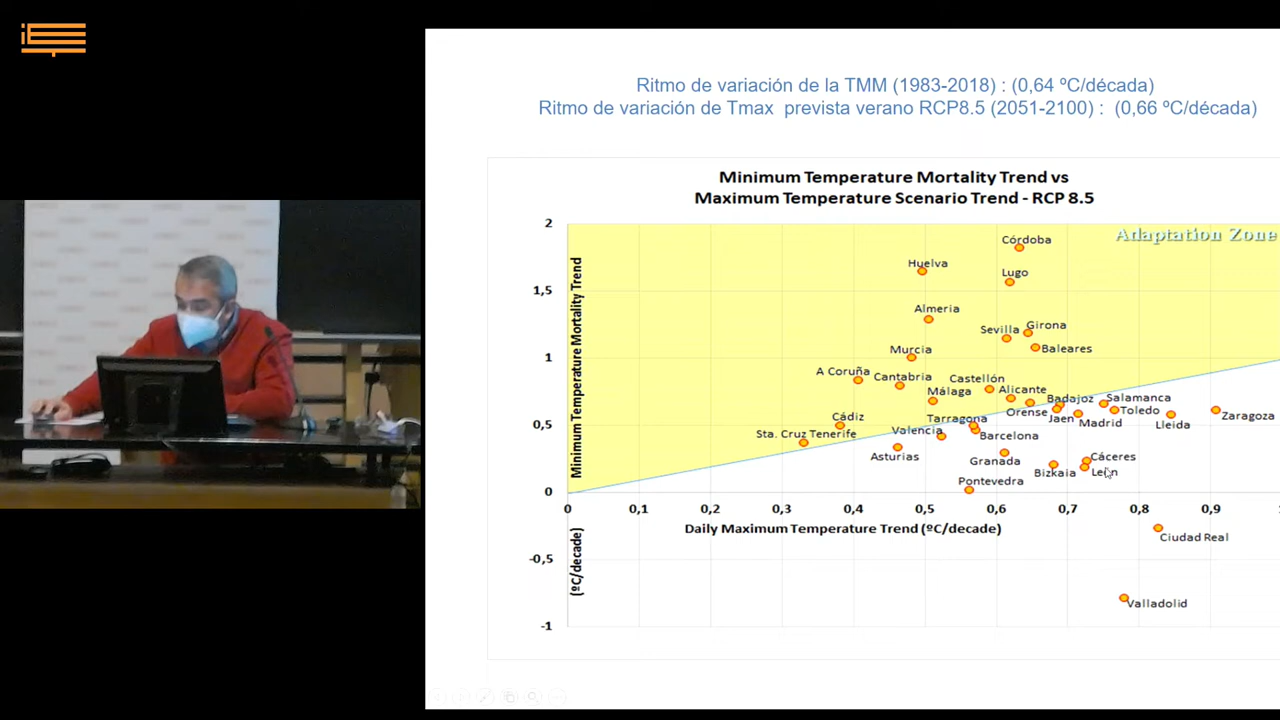 Ritmo de variación de la TMM (1983-2018) : (0,64 ºC/década)
Ritmo de variación de Tmax prevista verano RCP8.5 (2051-2100) : (0,66 ºC/década)
Minimum Temperature Mortality Trend vs
Maximum Temperature Scenario Trend - RCP 8.5
Adaptation Zone
2
1,5
1
0,5
0
-0,5
-1
Minimum Temperature Mortality Trend
(ºC/decade)
Córdoba
Huelva
Lugo
Almeria
Sevilla
Girona
Murcia
Baleares
A Coruña
Cantabria
Castellón
Málaga
Alicante
Badajoz
Salamanca
Cádiz
Tarragona
Orense
Jaen
Madrid
Toledo
Lleida
Zaragoza
Sta. Cruz Tenerife
Valencia
Barcelona
Asturias
Granada
Bizkaia
Cáceres
León
Pontevedra
0
0,1
0,2
0,3
0,4
0,5
0,6
0,7
0,8
0,9
Daily Maximum Temperature Trend (ºC/decade)
Ciudad Real
Valladolid